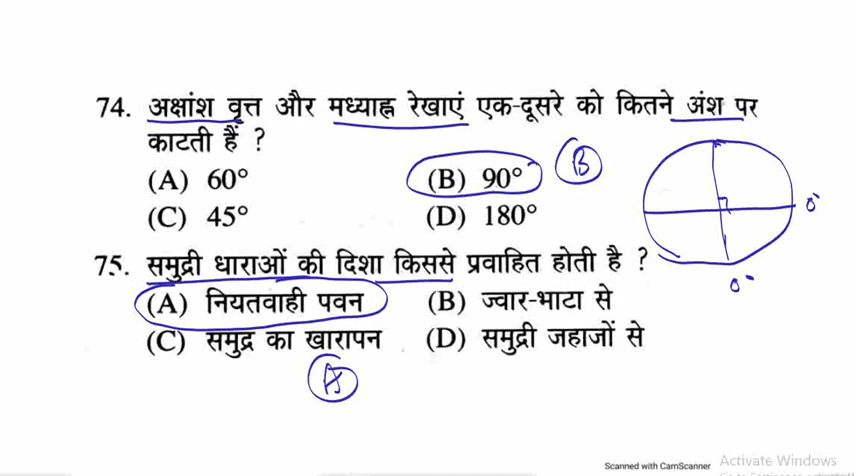 74. अक्षांश वृत्त और मध्याह्न रेखाएं एक-दूसरे को कितने अंश पर
काटती हैं ?
(A) 60° (B) 90° B
(C) 45° (D) 180°
0°
75. समुद्री धाराओं की दिशा किससे प्रवाहित होती है ?
0°
(A) नियतवाही पवन (B) ज्वार-भाटा से
(C) समुद्र का खारापन (D) समुद्री जहाजों से
A
Scanned with CamScanner
Activate Windows